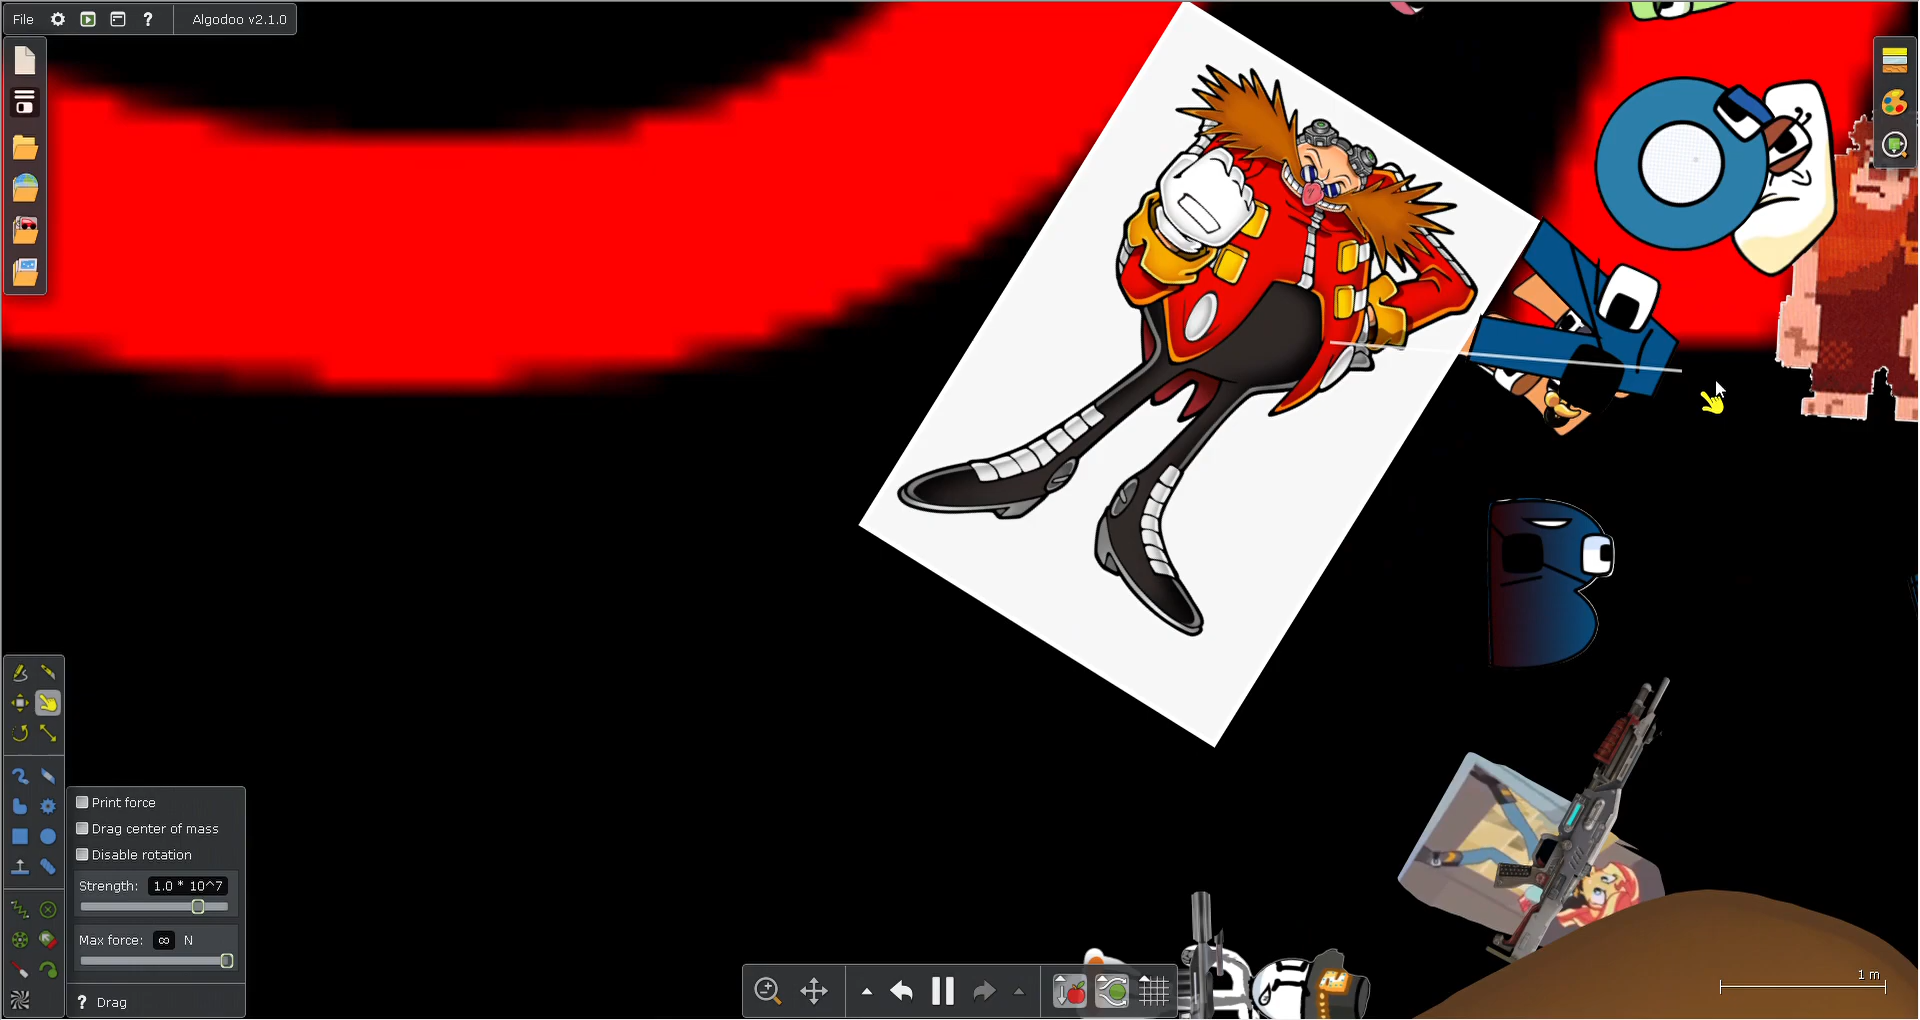 File ? Algodoo v2.1.0
Print force
Drag center of mass
Disable rotation
Strength: 1.0 * 10^7
Max force: ∞ N
? Drag
1 m